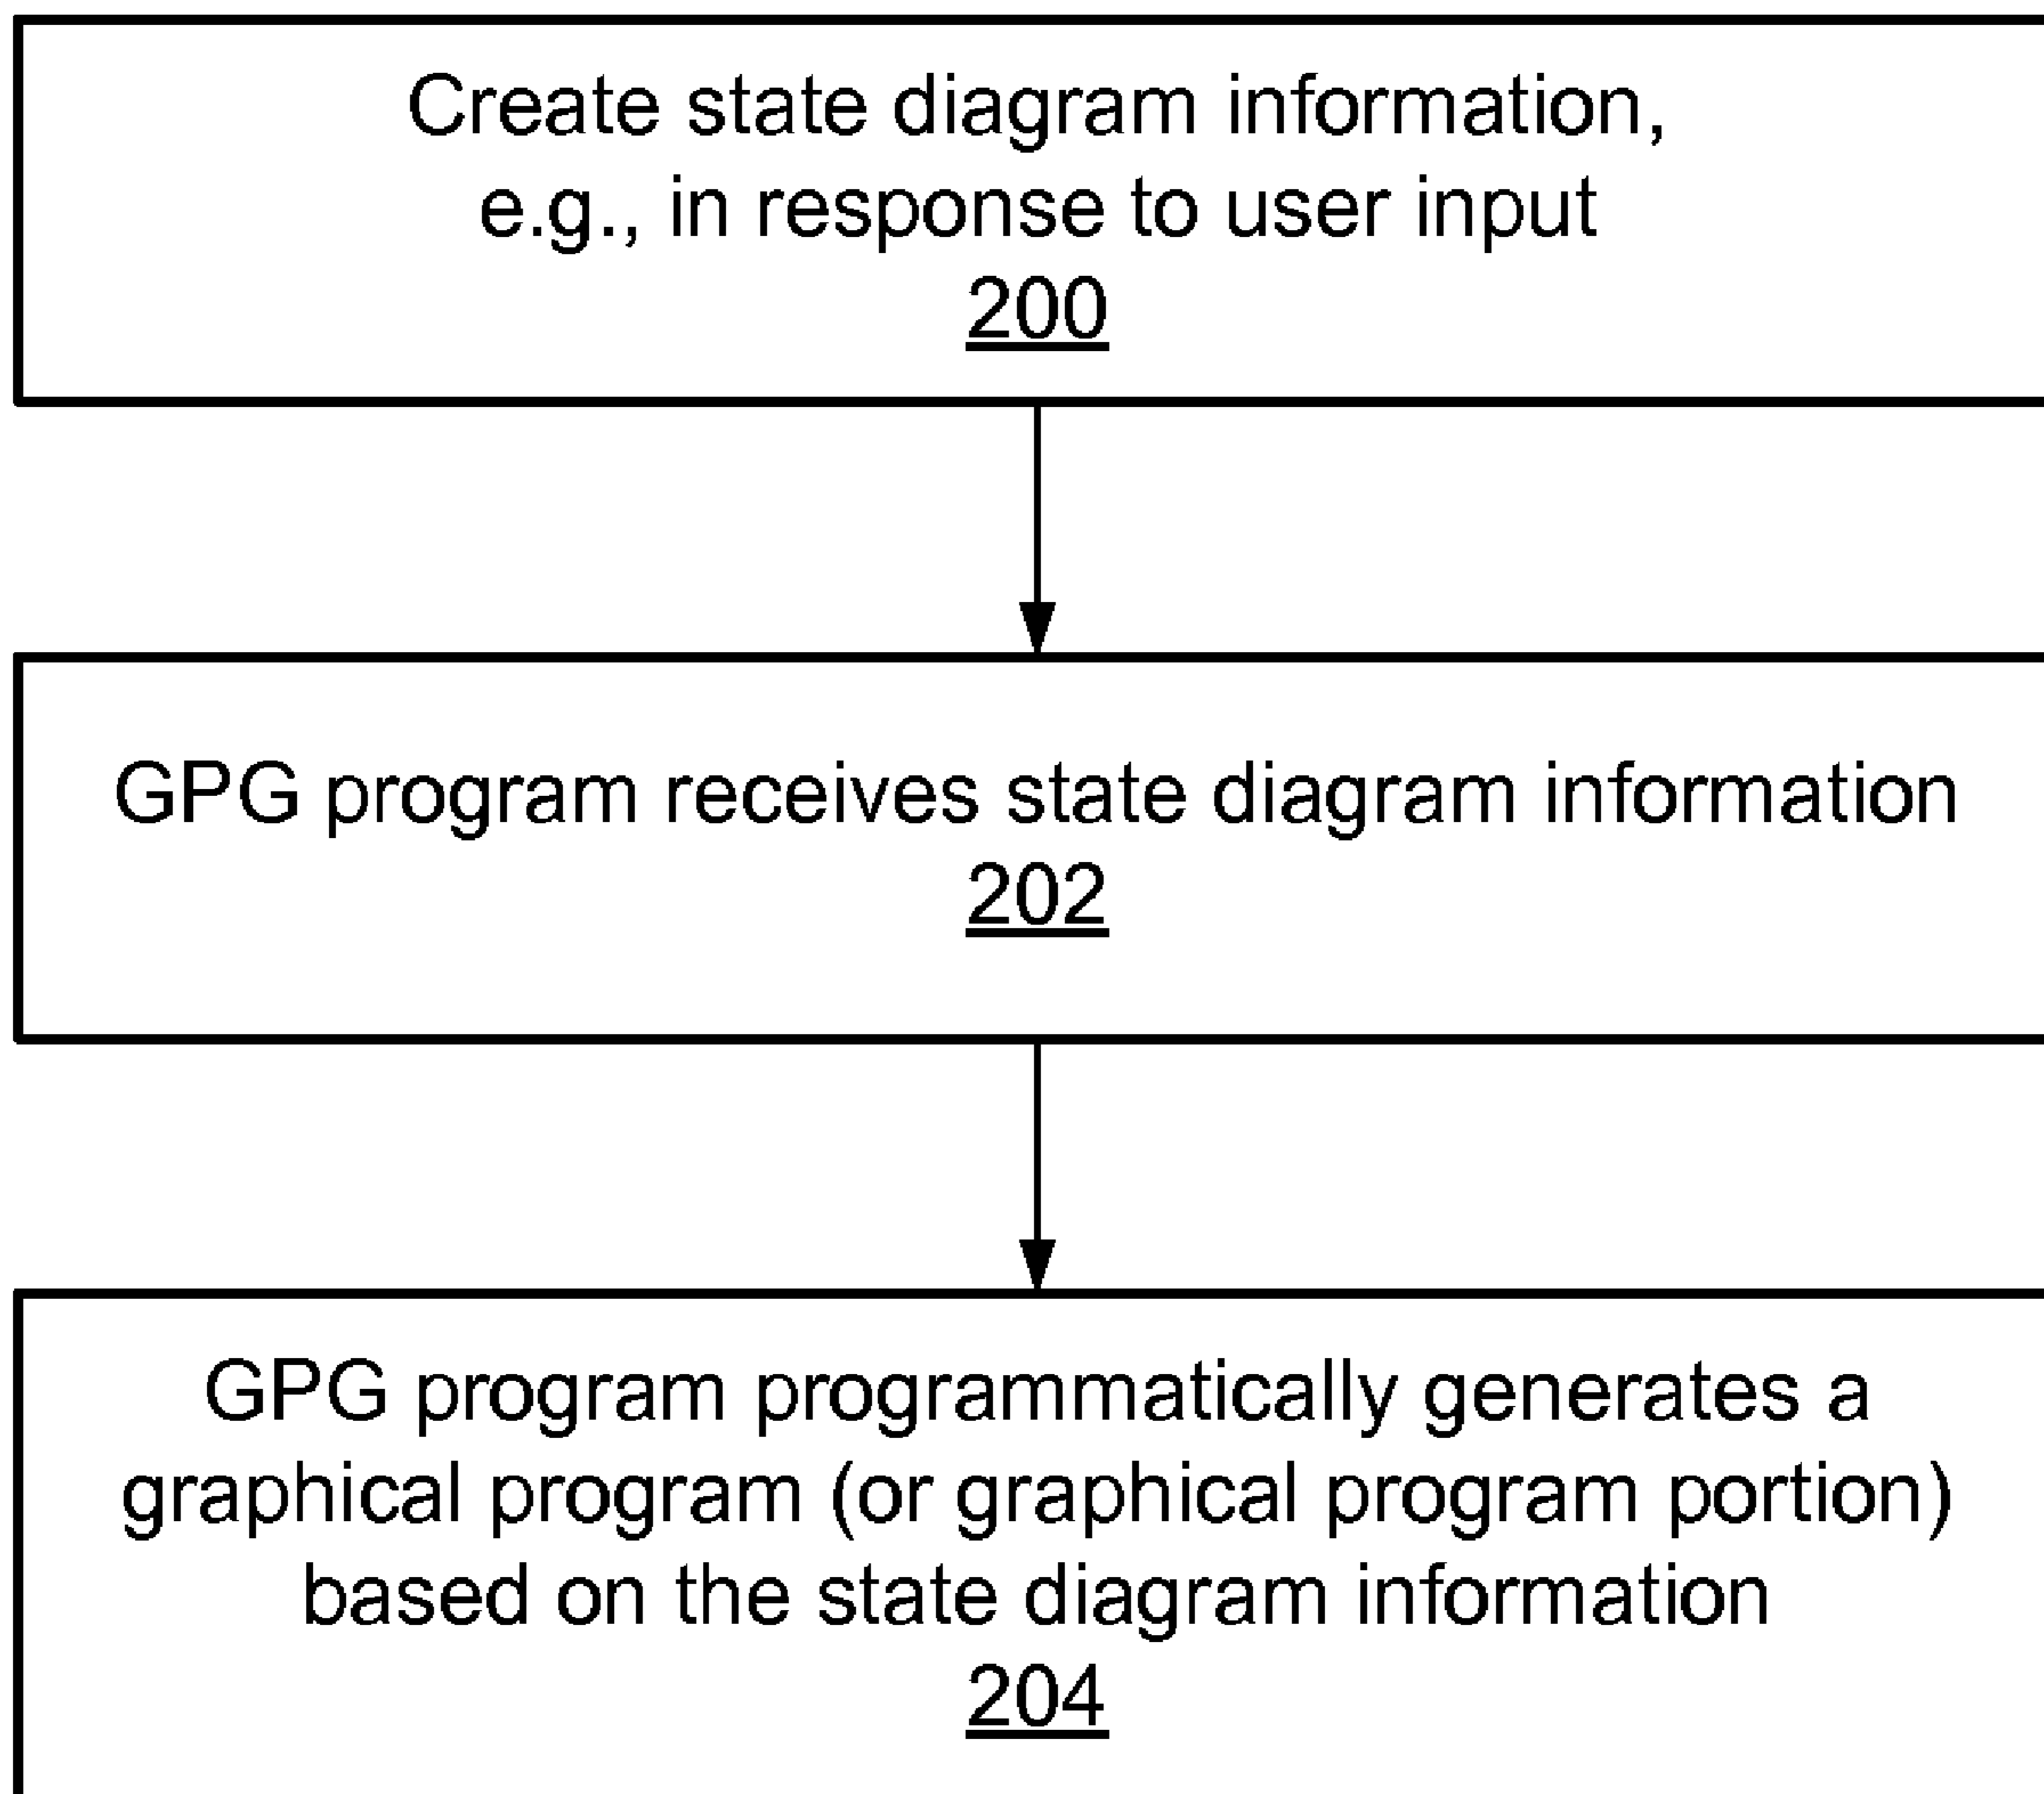 Create state diagram information,
e.g., in response to user input
200
GPG program receives state diagram information
202
GPG program programmatically generates a
graphical program (or graphical program portion)
based on the state diagram information
204